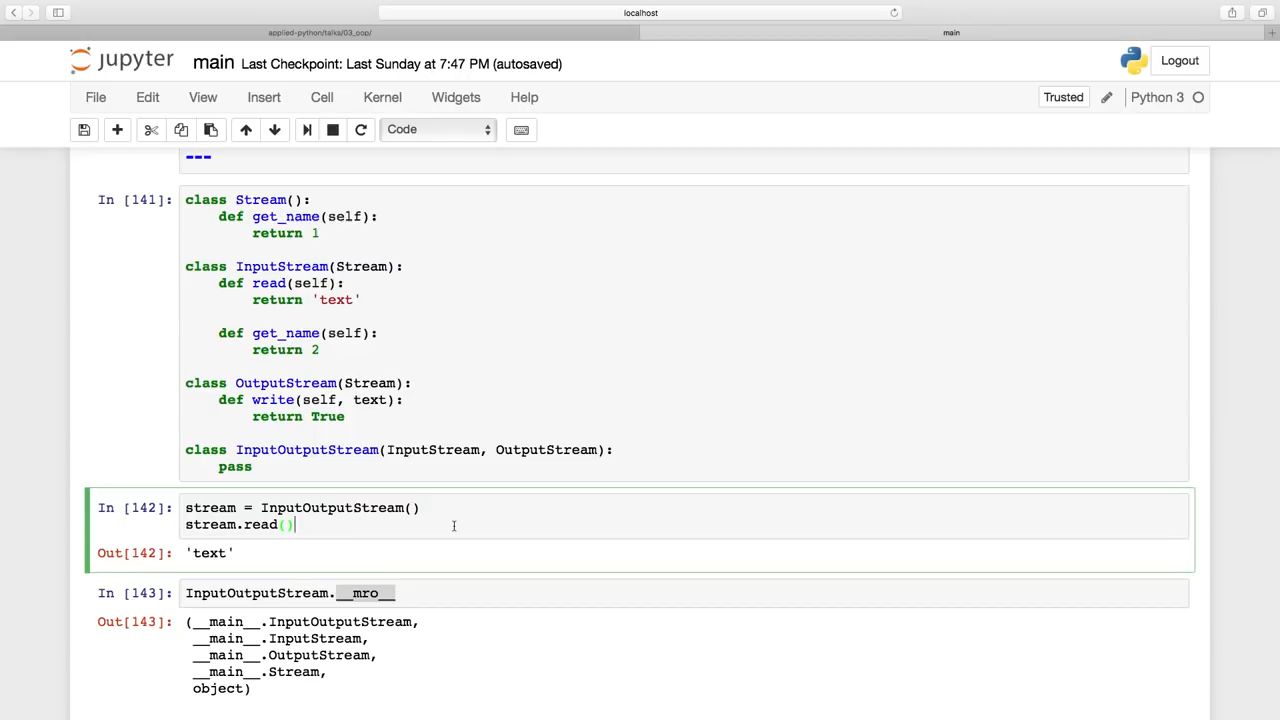 localhost
applied-python/talks/03_oop/
main
jupyter main Last Checkpoint: Last Sunday at 7:47 PM (autosaved)
Logout
File Edit View Insert Cell Kernel Widgets Help
Trusted Python 3
Code
---
In [141]: class Stream():
def get_name(self):
return 1
class InputStream(Stream):
def read(self):
return 'text'
def get_name(self):
return 2
class OutputStream(Stream):
def write(self, text):
return True
class InputOutputStream(InputStream, OutputStream):
pass
In [142]: stream = InputOutputStream()
stream.read()
Out[142]: 'text'
In [143]: InputOutputStream.__mro__
Out[143]: (__main__.InputOutputStream,
__main__.InputStream,
__main__.OutputStream,
__main__.Stream,
object)